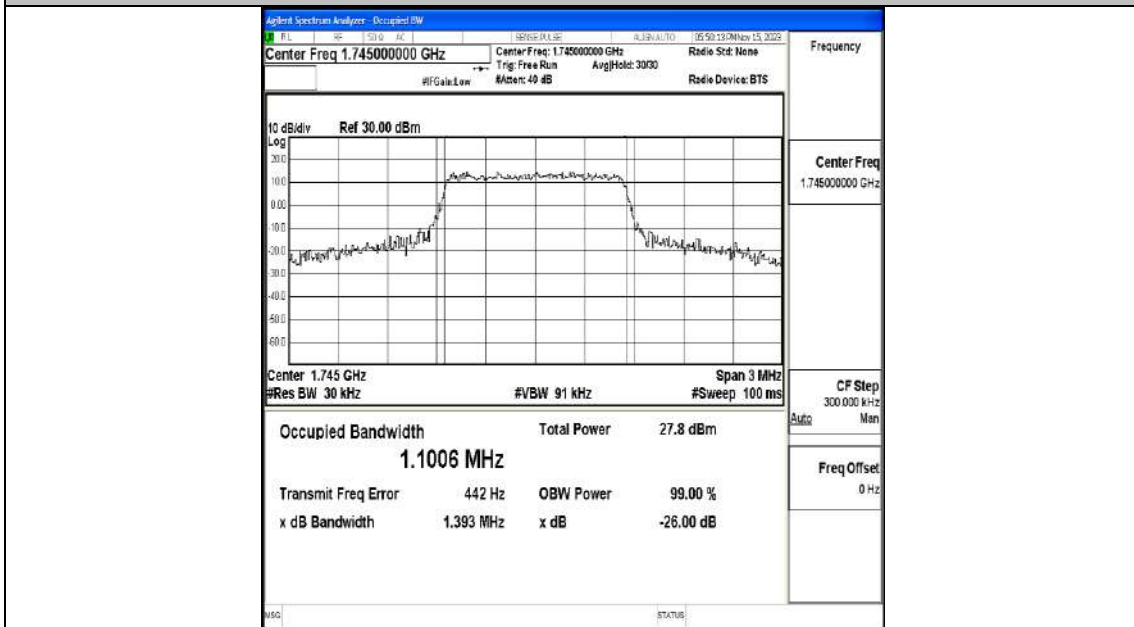 Agilent Spectrum Analyzer - Occupied BW
RL RF 50 Ω AC SENSE:PULSE ALIGN AUTO 05:50:13 PM Nov 15, 2023
Center Freq 1.745000000 GHz
Center Freq: 1.745000000 GHz
Radio Std: None
Trig: Free Run Avg|Hold: 30/30
#IFGain:Low #Atten: 40 dB Radio Device: BTS
10 dB/div Ref 30.00 dBm
Log
20.0
10.0
0.00
-10.0
-20.0
-30.0
-40.0
-50.0
-60.0
Center 1.745 GHz Span 3 MHz
#Res BW 30 kHz #VBW 91 kHz #Sweep 100 ms
Occupied Bandwidth Total Power 27.8 dBm
1.1006 MHz
Transmit Freq Error 442 Hz OBW Power 99.00 %
x dB Bandwidth 1.393 MHz x dB -26.00 dB
MSG STATUS
Frequency
Center Freq
1.745000000 GHz
CF Step
300.000 kHz
Auto Man
Freq Offset
0 Hz